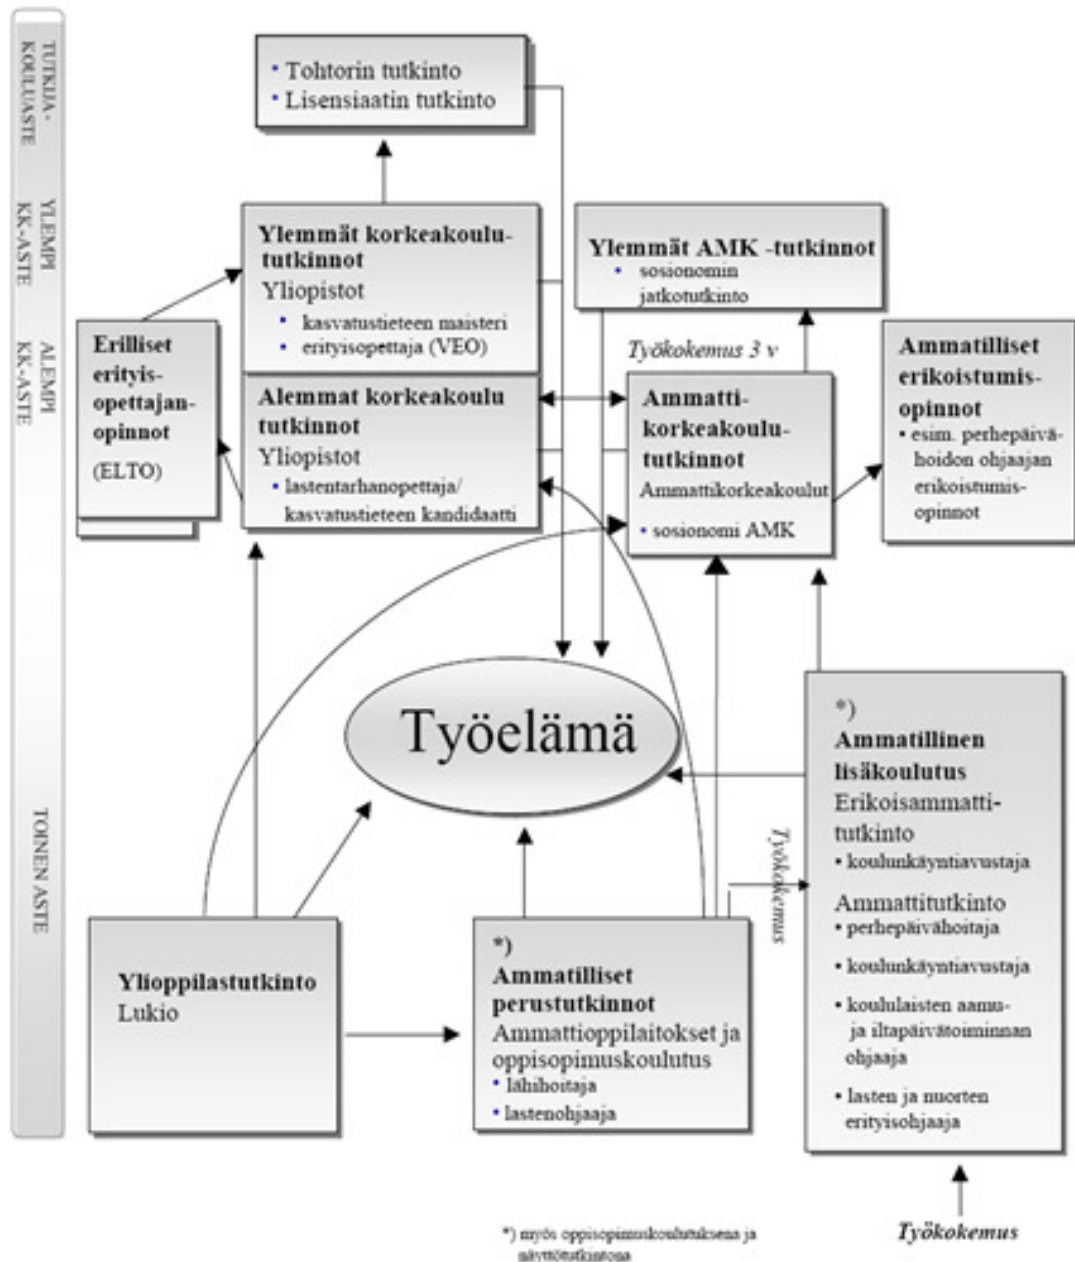 TUTKIJA-
KOULUASTE
YLEMPI
KK-ASTE
ALEMPI
KK-ASTE
TOINEN ASTE
• Tohtorin tutkinto
• Lisensiaatin tutkinto
Ylemmät korkeakoulu-
tutkinnot
Yliopistot
• kasvatustieteen maisteri
• erityisopettaja (VEO)
Ylemmät AMK -tutkinnot
• sosionomin
jatkotutkinto
Erilliset
erityis-
opettajan-
opinnot
(ELTO)
Alemmat korkeakoulu
tutkinnot
Yliopistot
• lastentarhanopettaja/
kasvatustieteen kandidaatti
Työkokemus 3 v
Ammatti-
korkeakoulu-
tutkinnot
Ammattikorkeakoulut
• sosionomi AMK
Ammatilliset
erikoistumis-
opinnot
• esim. perhepäivä-
hoidon ohjaajan
erikoistumis-
opinnot
Työelämä
Ylioppilastutkinto
Lukio
*)
Ammatilliset
perustutkinnot
Ammattioppilaitokset ja
oppisopimuskoulutus
• lähihoitaja
• lastenohjaaja
Työkokemus
*)
Ammatillinen
lisäkoulutus
Erikoisammatti-
tutkinto
• koulunkäyntiavustaja
Ammattitutkinto
• perhepäivähoitaja
• koulunkäyntiavustaja
• koululaisten aamu-
ja iltapäivätoiminnan
ohjaaja
• lasten ja nuorten
erityisohjaaja
Työkokemus
*) myös oppisopimuskoulutuksena ja
näyttötutkintona